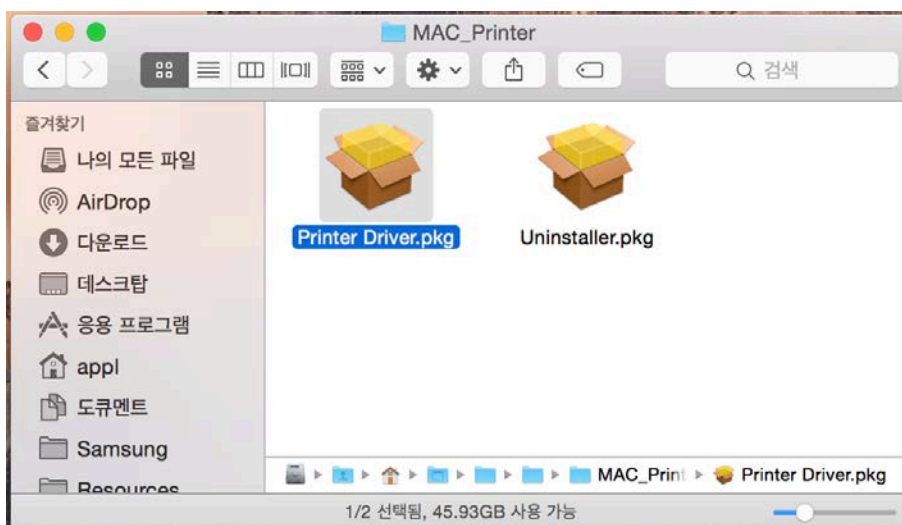 MAC_Printer
검색
즐겨찾기
나의 모든 파일
AirDrop
다운로드
데스크탑
응용 프로그램
appl
도큐멘트
Samsung
Resources
Printer Driver.pkg
Uninstaller.pkg
MAC_Print
Printer Driver.pkg
1/2 선택됨, 45.93GB 사용 가능